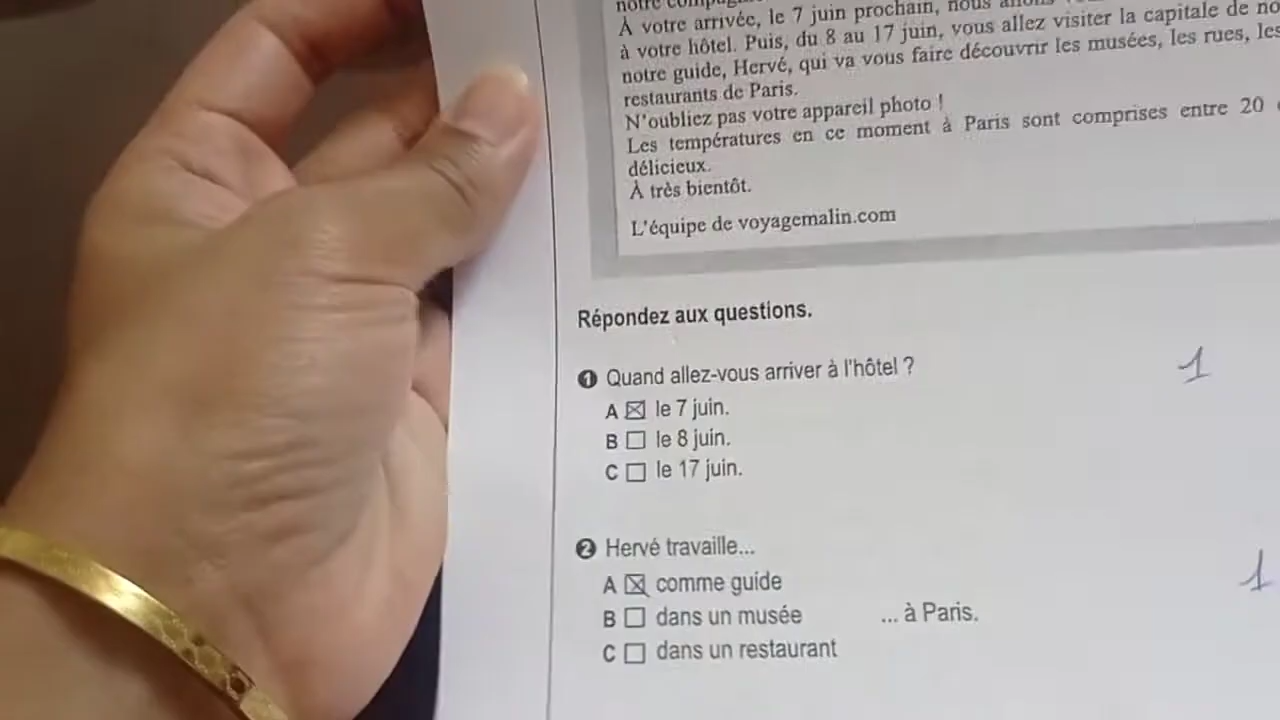 À votre arrivée, le 7 juin prochain, nous
à votre hôtel. Puis, du 8 au 17 juin, vous allez visiter la capitale de
notre guide, Hervé, qui va vous faire découvrir les musées, les rues, les
restaurants de Paris.
N'oubliez pas votre appareil photo !
Les températures en ce moment à Paris sont comprises entre 20
délicieux.
À très bientôt.
L'équipe de voyagemalin.com
Répondez aux questions.
1 Quand allez-vous arriver à l'hôtel ? 1
A ☒ le 7 juin.
B ☐ le 8 juin.
C ☐ le 17 juin.
2 Hervé travaille... 1
A ☒ comme guide
B ☐ dans un musée ... à Paris.
C ☐ dans un restaurant